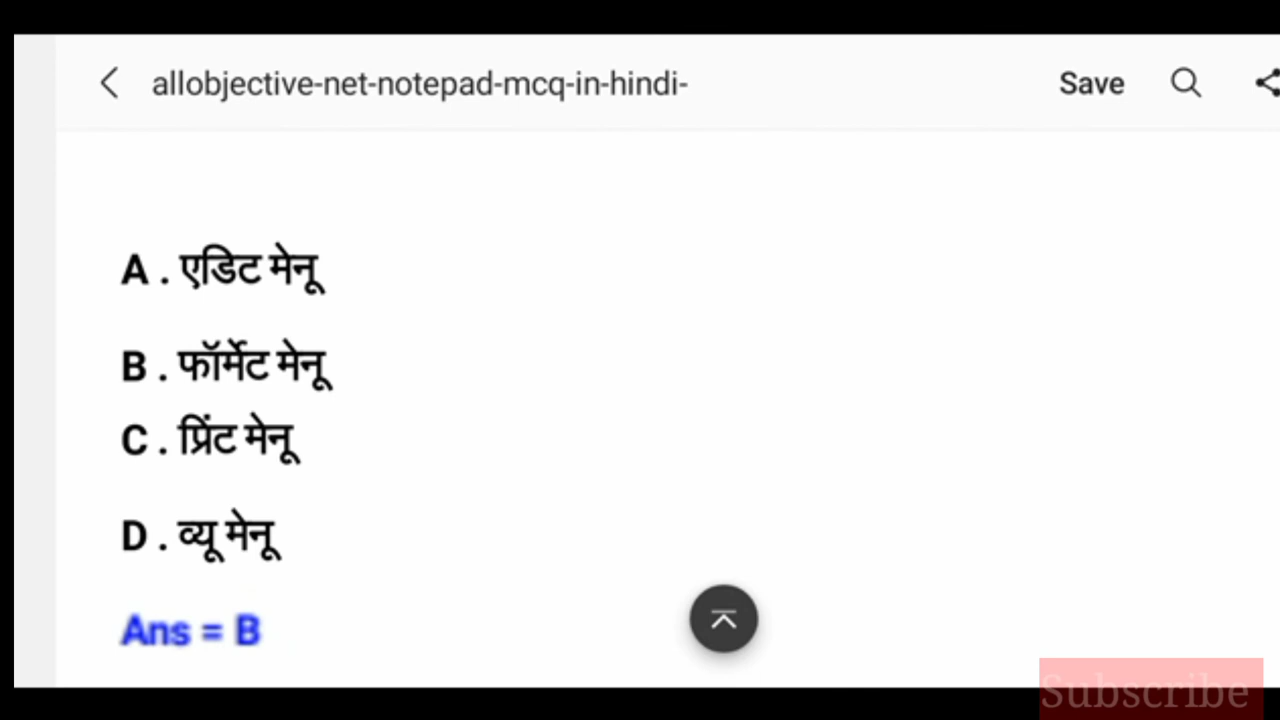 allobjective-net-notepad-mcq-in-hindi- Save
A . एडिट मेनू
B . फॉर्मेट मेनू
C . प्रिंट मेनू
D . व्यू मेनू
Ans = B
Subscribe